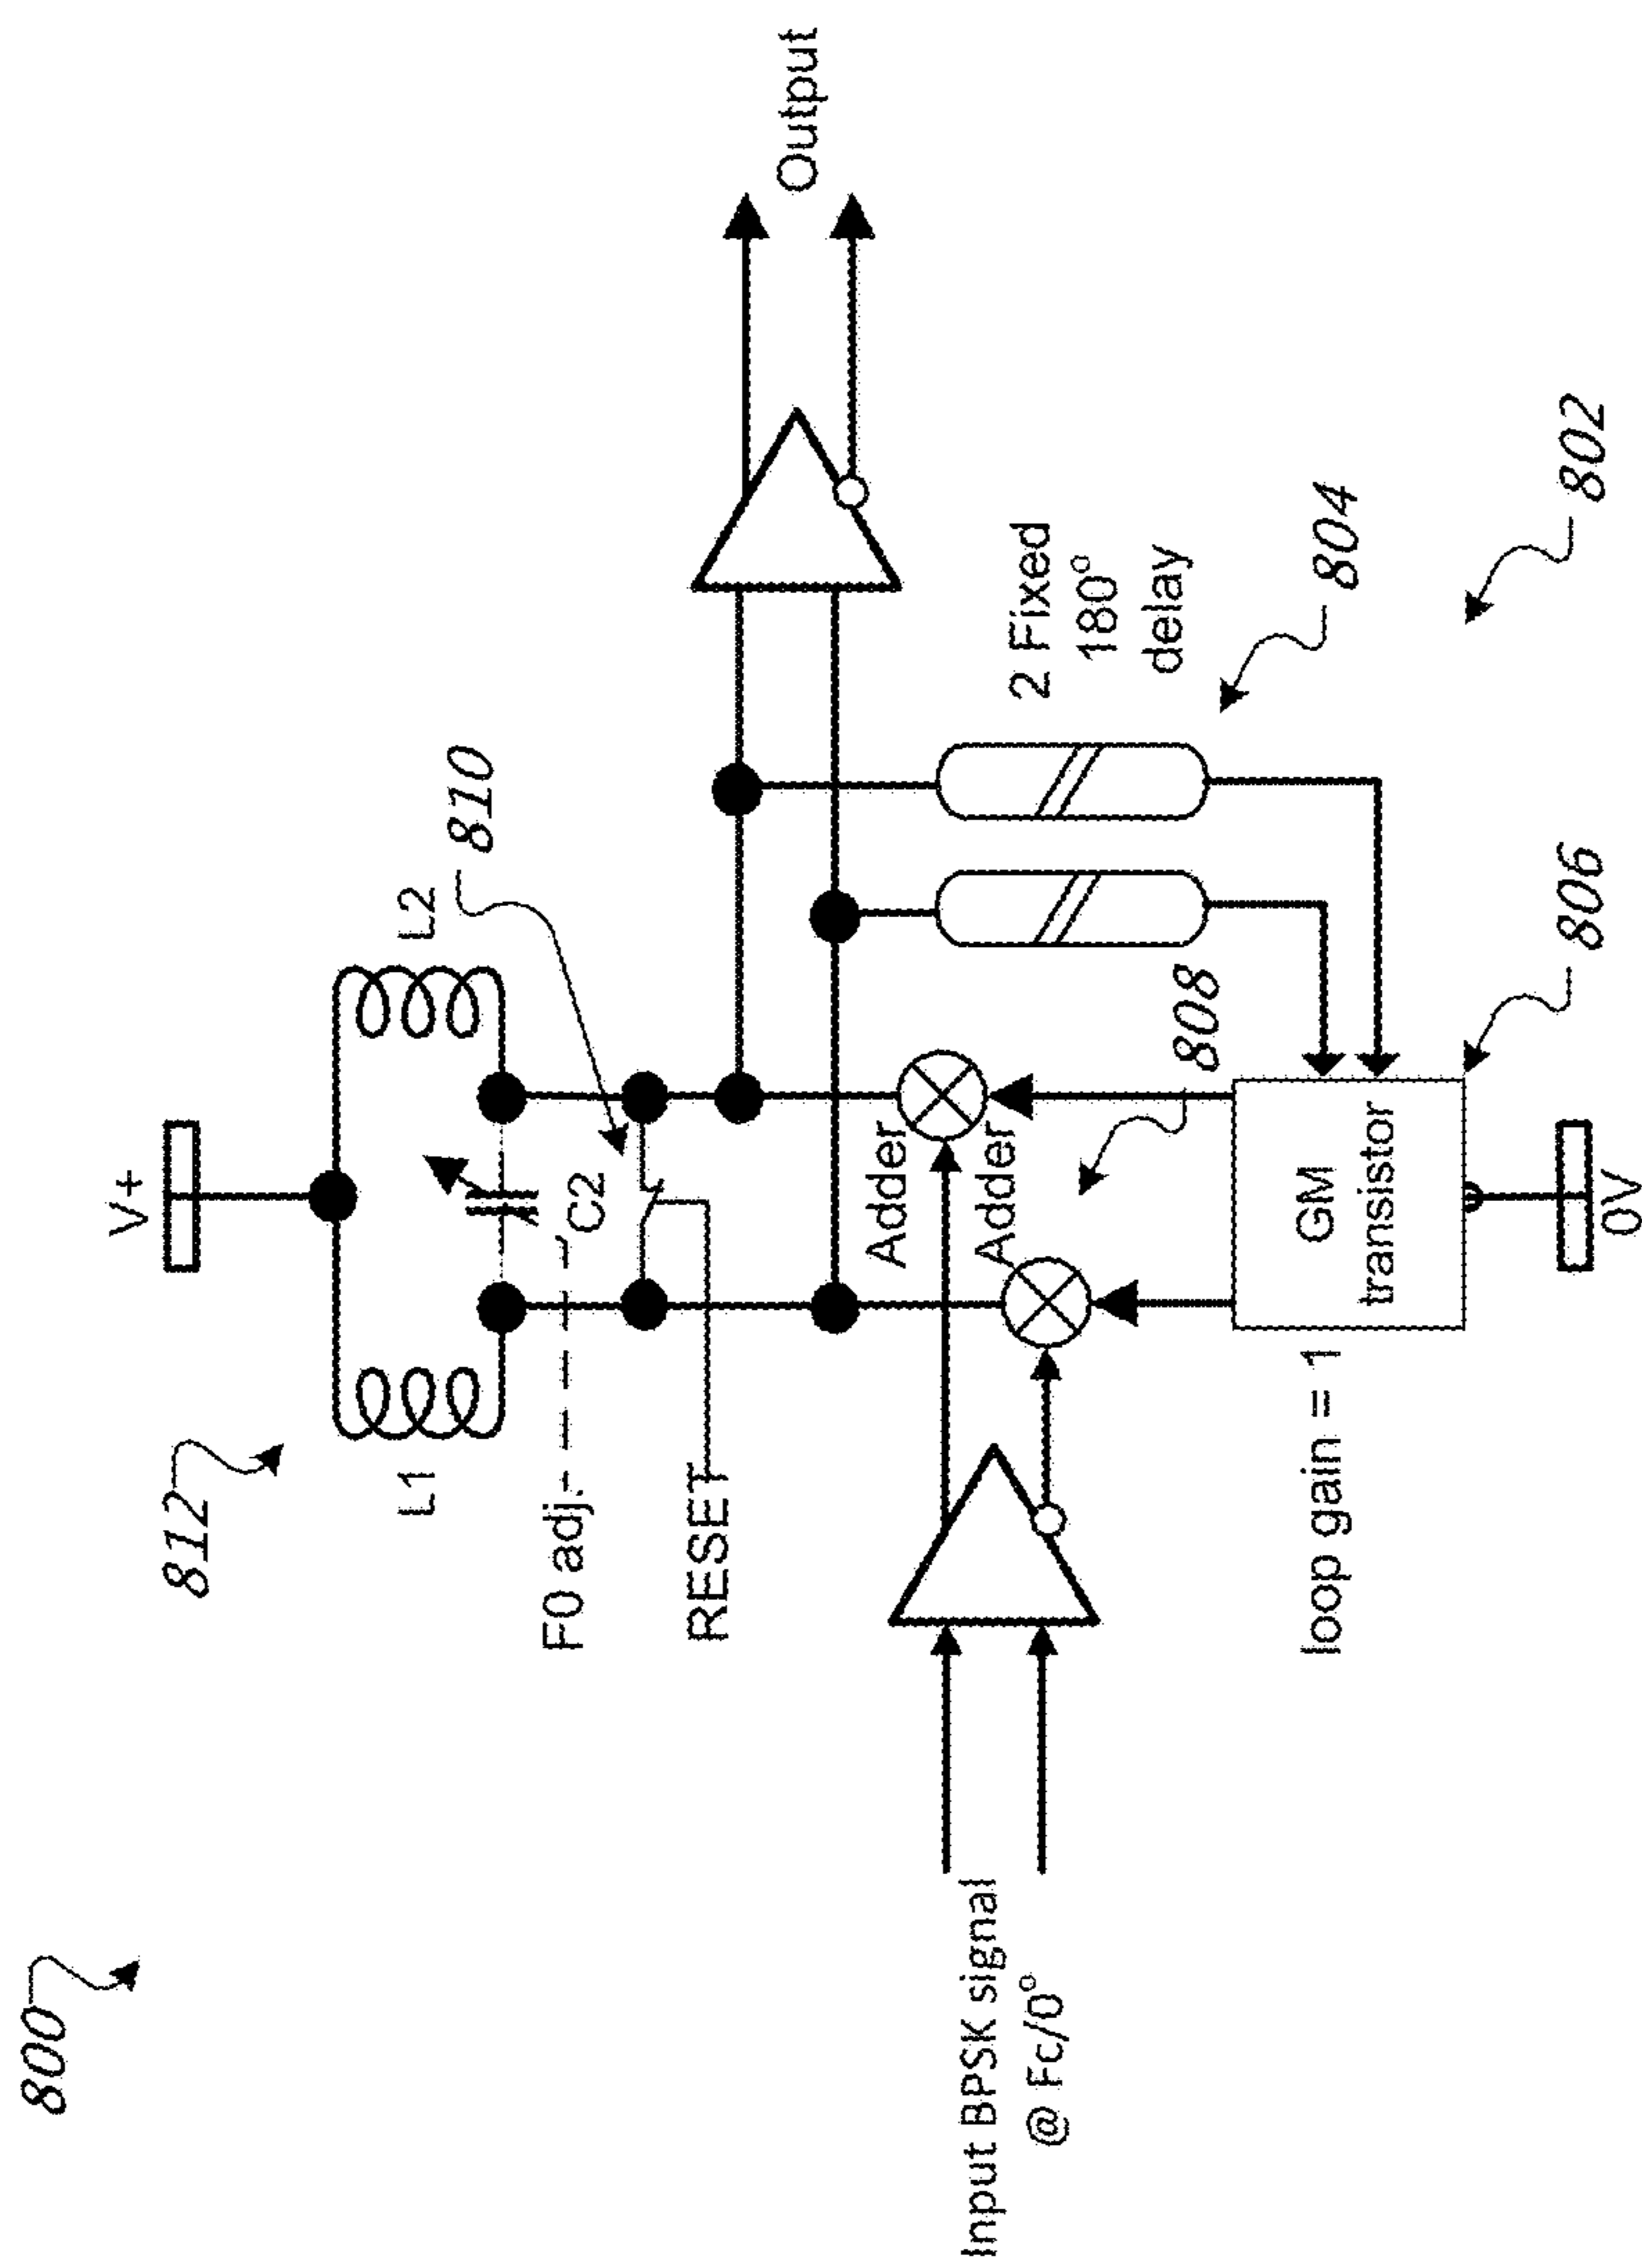 800
812
V+
L1
L2
810
F0 adj.
C2
RESET
Output
Adder
Adder
Input BPSK signal
@ Fc/0°
808
2 Fixed
180°
delay
804
802
loop gain = 1
GM
transistor
806
0V